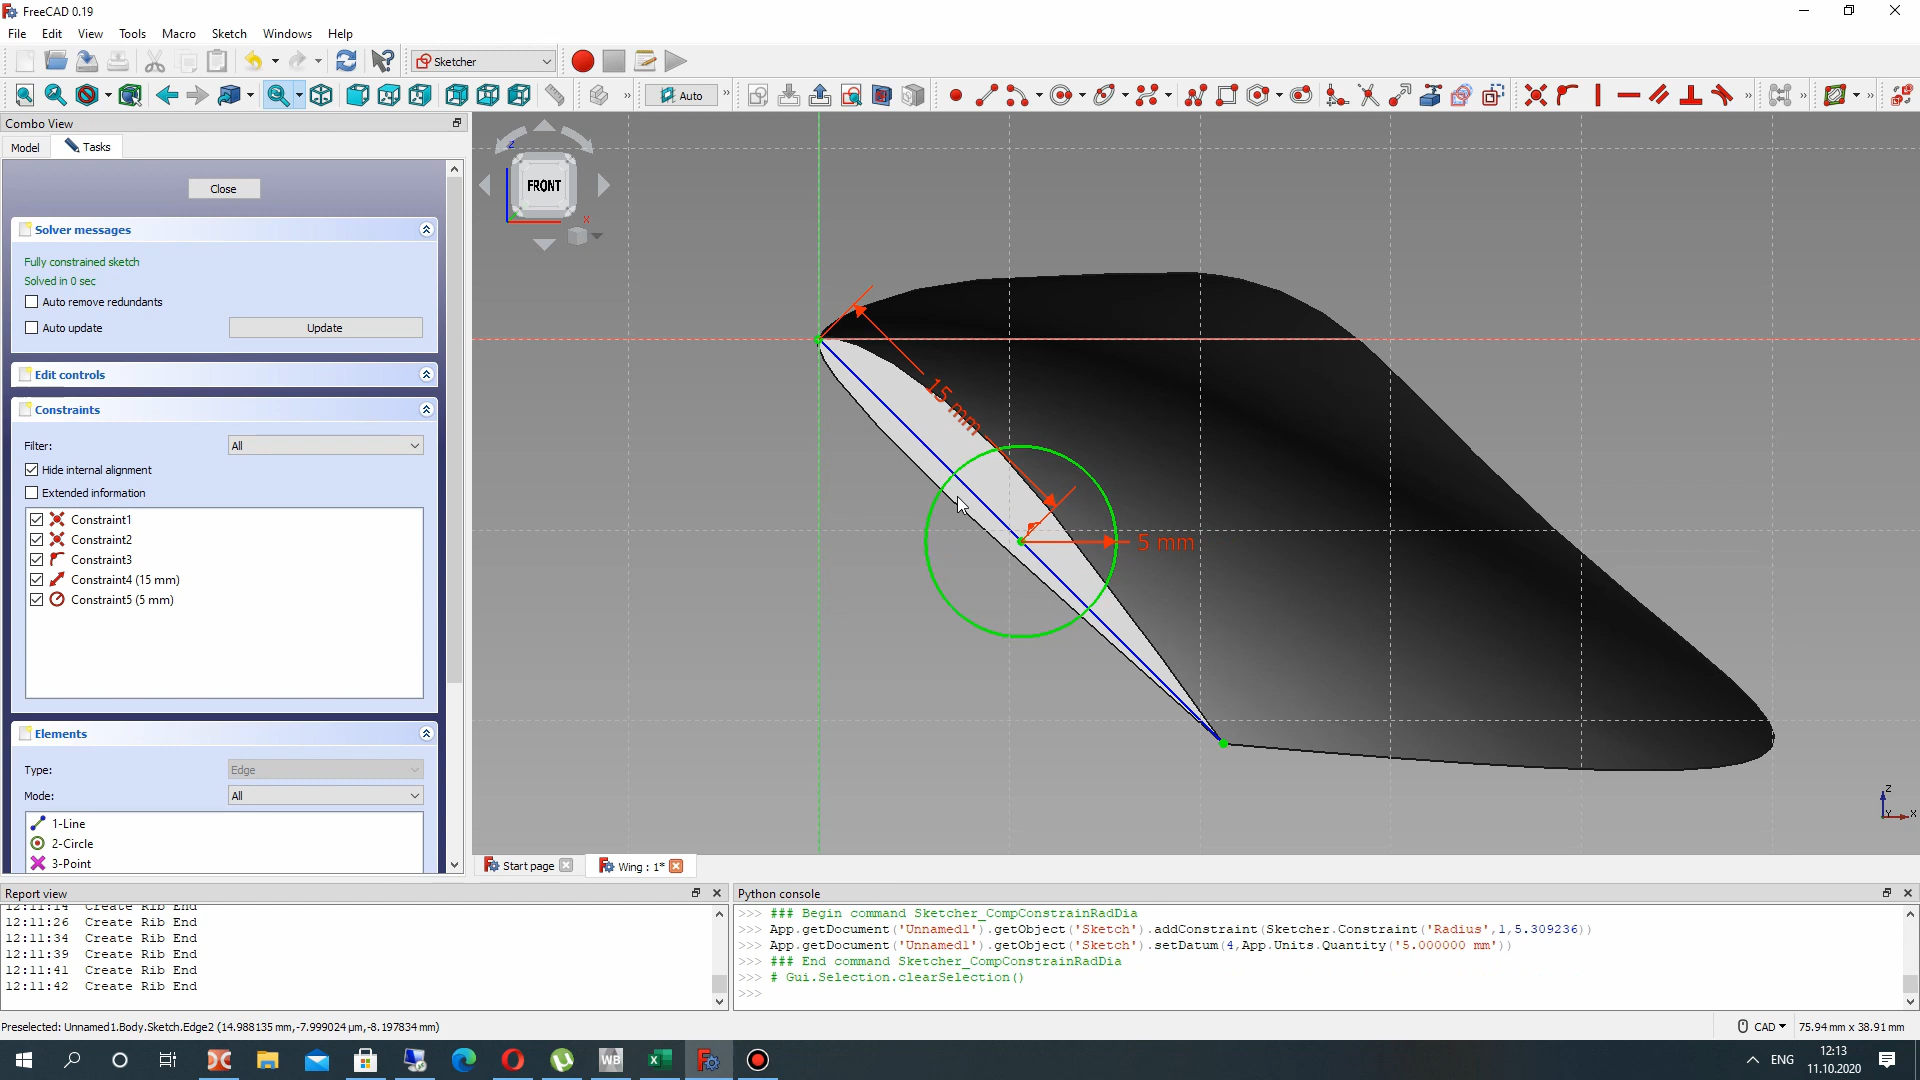 FreeCAD 0.19
File Edit View Tools Macro Sketch Windows Help
Sketcher
Auto
Combo View
Model Tasks
Close
Solver messages
Fully constrained sketch
Solved in 0 sec
Auto remove redundants
Auto update Update
Edit controls
Constraints
Filter: All
Hide internal alignment
Extended information
Constraint1
Constraint2
Constraint3
Constraint4 (15 mm)
Constraint5 (5 mm)
Elements
Type: Edge
Mode: All
1-Line
2-Circle
3-Point
FRONT
Z
X
15 mm
5 mm
Z
Y X
Start page Wing : 1*
Report view
12:11:14 Create Rib End
12:11:26 Create Rib End
12:11:34 Create Rib End
12:11:39 Create Rib End
12:11:41 Create Rib End
12:11:42 Create Rib End
Python console
>>> ### Begin command Sketcher_CompConstrainRadDia
>>> App.getDocument('Unnamed1').getObject('Sketch').addConstraint(Sketcher.Constraint('Radius',1,5.309236))
>>> App.getDocument('Unnamed1').getObject('Sketch').setDatum(4,App.Units.Quantity('5.000000 mm'))
>>> ### End command Sketcher_CompConstrainRadDia
>>> # Gui.Selection.clearSelection()
>>>
Preselected: Unnamed1.Body.Sketch.Edge2 (14.988135 mm,-7.999024 µm,-8.197834 mm)
CAD 75.94 mm x 38.91 mm
WB
ENG
12:13
11.10.2020